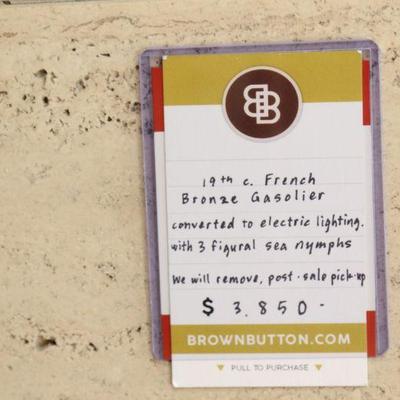 BB
19th c. French
Bronze Gasolier
converted to electric lighting.
with 3 figural sea nymphs
We will remove, post-sale pick-up
$ 3,850-
BROWNBUTTON.COM
PULL TO PURCHASE